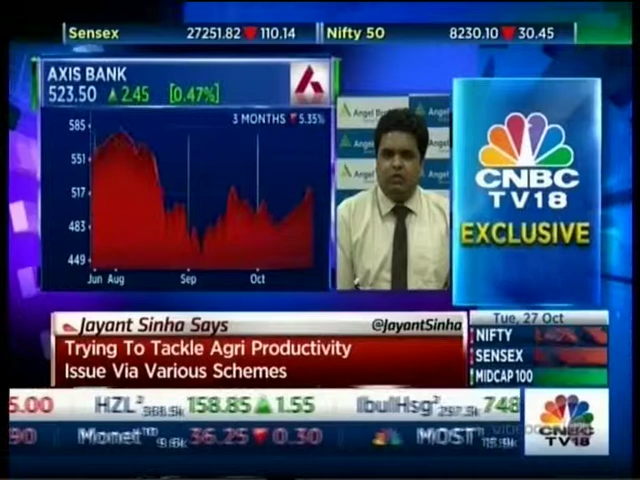 Sensex 27251.82 110.14 Nifty 50 8230.10 30.45
AXIS BANK
523.50 2.45 [0.47%]
3 MONTHS 5.35%
585
551
517
483
449
Jun Aug Sep Oct
Angel
CNBC
TV18
EXCLUSIVE
Jayant Sinha Says @JayantSinha
Trying To Tackle Agri Productivity
Issue Via Various Schemes
Tue, 27 Oct
NIFTY
SENSEX
MIDCAP 100
5.00 HZL 158.85 1.55 IbulHsg 748
90 Monnet 36.25 0.30 MOST
CNBC
TV18